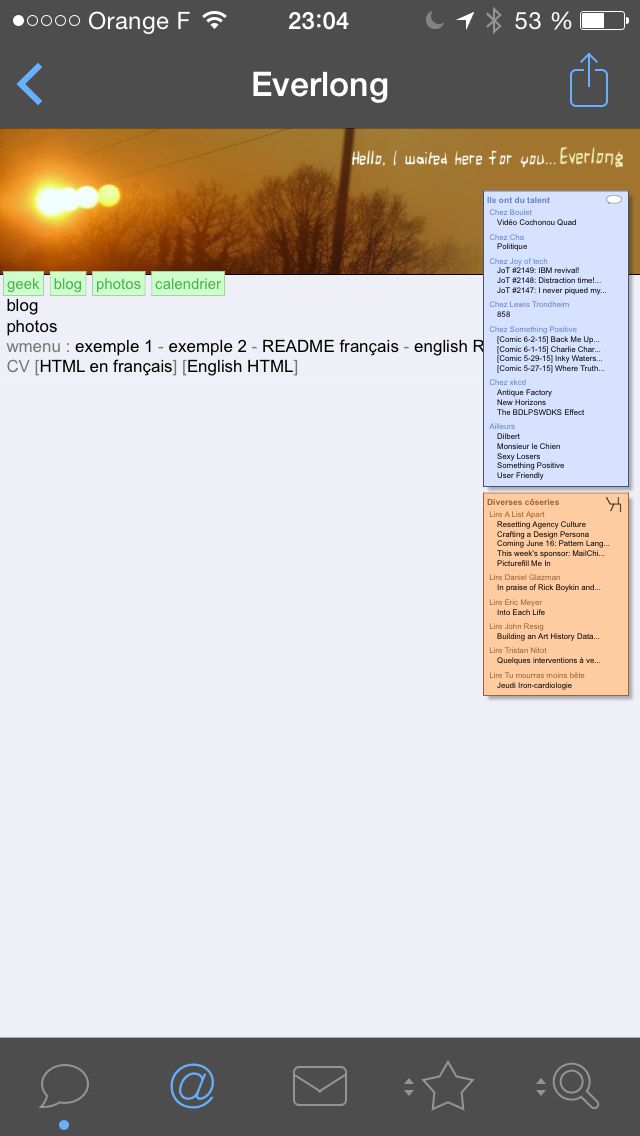 Orange F 23:04 53 %
Everlong
Hello, I waited here for you... Everlong
geek blog photos calendrier
blog
photos
wmenu : exemple 1 - exemple 2 - README français - english R
CV [HTML en français] [English HTML]
Ils ont du talent
Chez Boulet
Vidéo Cochonou Quad
Chez Cha
Politique
Chez Joy of tech
JoT #2149: IBM revival!
JoT #2148: Distraction time!...
JoT #2147: I never piqued my...
Chez Lewis Trondheim
858
Chez Something Positive
[Comic 6-2-15] Back Me Up...
[Comic 6-1-15] Charlie Char...
[Comic 5-29-15] Inky Waters...
[Comic 5-27-15] Where Truth...
Chez xkcd
Antique Factory
New Horizons
The BDLPSWDKS Effect
Ailleurs
Dilbert
Monsieur le Chien
Sexy Losers
Something Positive
User Friendly
Diverses côseries
Lire A List Apart
Resetting Agency Culture
Crafting a Design Persona
Coming June 16: Pattern Lang...
This week's sponsor: MailChi...
Picturefill Me In
Lire Daniel Glazman
In praise of Rick Boykin and...
Lire Eric Meyer
Into Each Life
Lire John Resig
Building an Art History Data...
Lire Tristan Nitot
Quelques interventions à ve...
Lire Tu mourras moins bête
Jeudi Iron-cardiologie